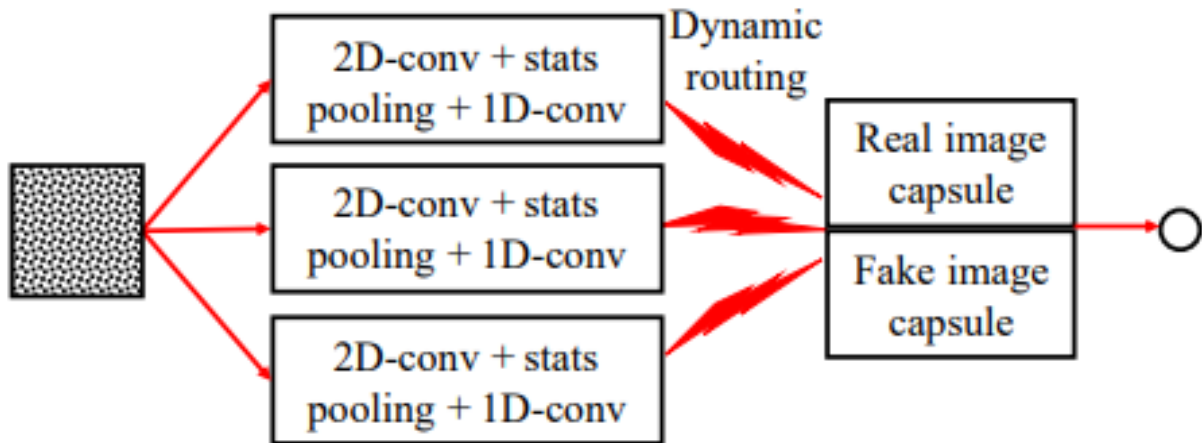 2D-conv + stats
pooling + 1D-conv
Dynamic
routing
2D-conv + stats
pooling + 1D-conv
2D-conv + stats
pooling + 1D-conv
Real image
capsule
Fake image
capsule